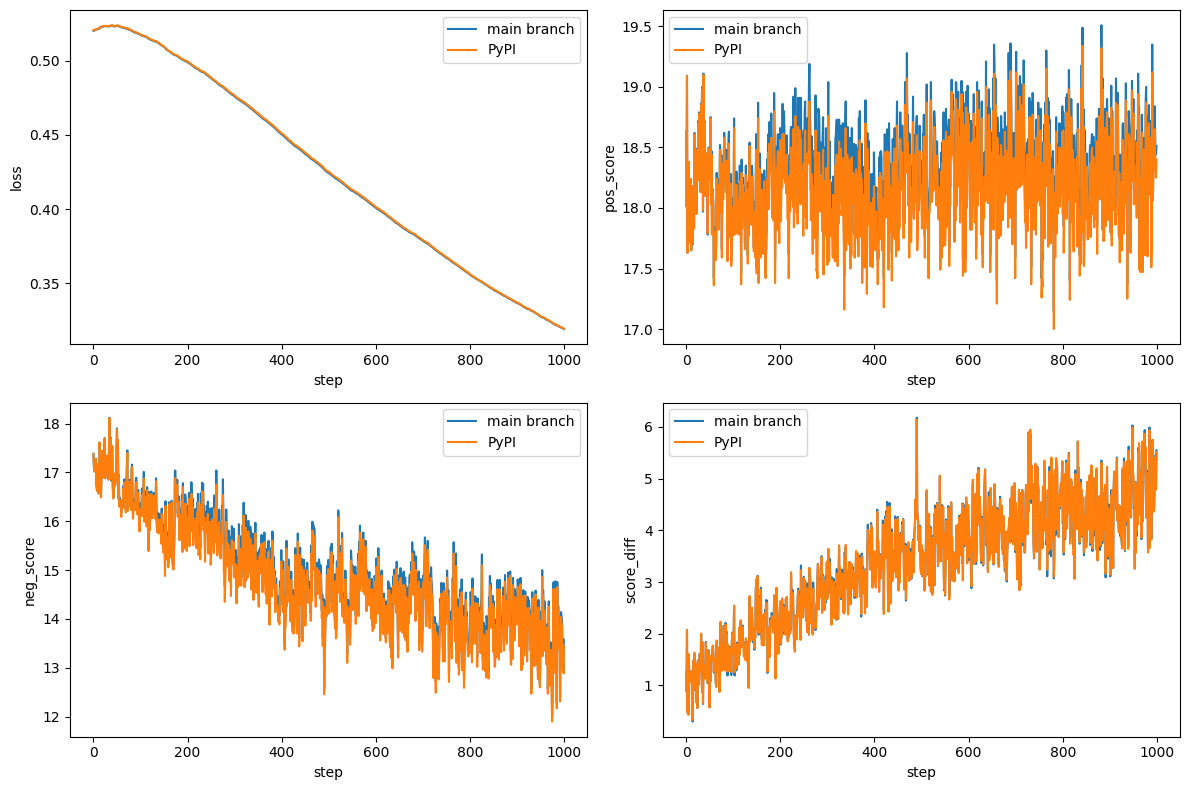 loss
0.50
0.45
0.40
0.35
0 200 400 600 800 1000
step
main branch
PyPI
pos_score
19.5
19.0
18.5
18.0
17.5
17.0
0 200 400 600 800 1000
step
main branch
PyPI
neg_score
18
17
16
15
14
13
12
0 200 400 600 800 1000
step
main branch
PyPI
score_diff
6
5
4
3
2
1
0 200 400 600 800 1000
step
main branch
PyPI